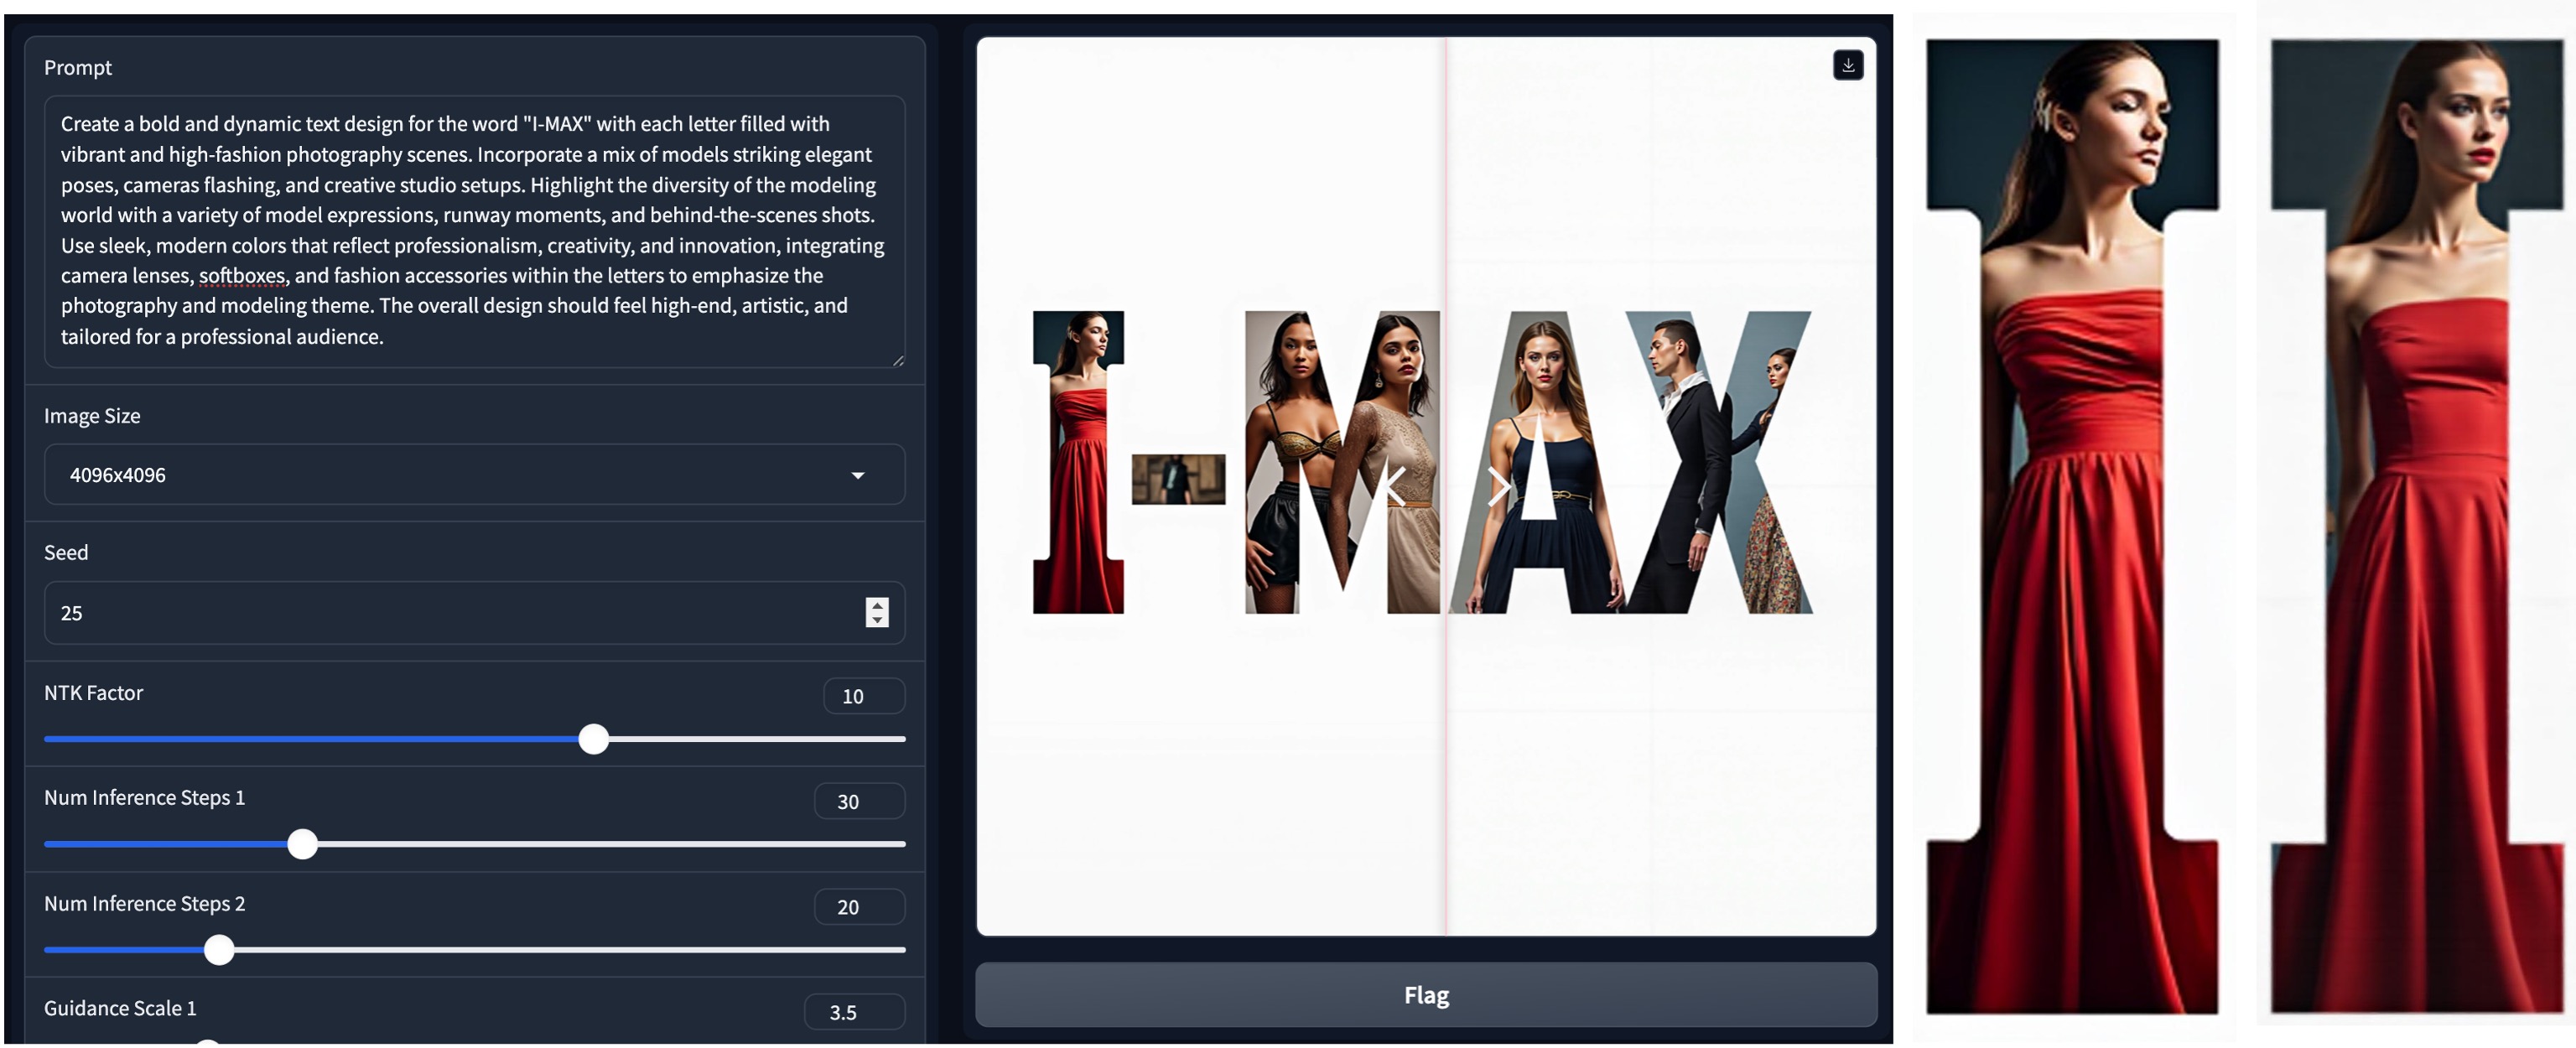 Prompt
Create a bold and dynamic text design for the word "I-MAX" with each letter filled with
vibrant and high-fashion photography scenes. Incorporate a mix of models striking elegant
poses, cameras flashing, and creative studio setups. Highlight the diversity of the modeling
world with a variety of model expressions, runway moments, and behind-the-scenes shots.
Use sleek, modern colors that reflect professionalism, creativity, and innovation, integrating
camera lenses, softboxes, and fashion accessories within the letters to emphasize the
photography and modeling theme. The overall design should feel high-end, artistic, and
tailored for a professional audience.
Image Size
4096x4096
Seed
25
NTK Factor
10
Num Inference Steps 1
30
Num Inference Steps 2
20
Guidance Scale 1
3.5
I-MAX
Flag
I
I